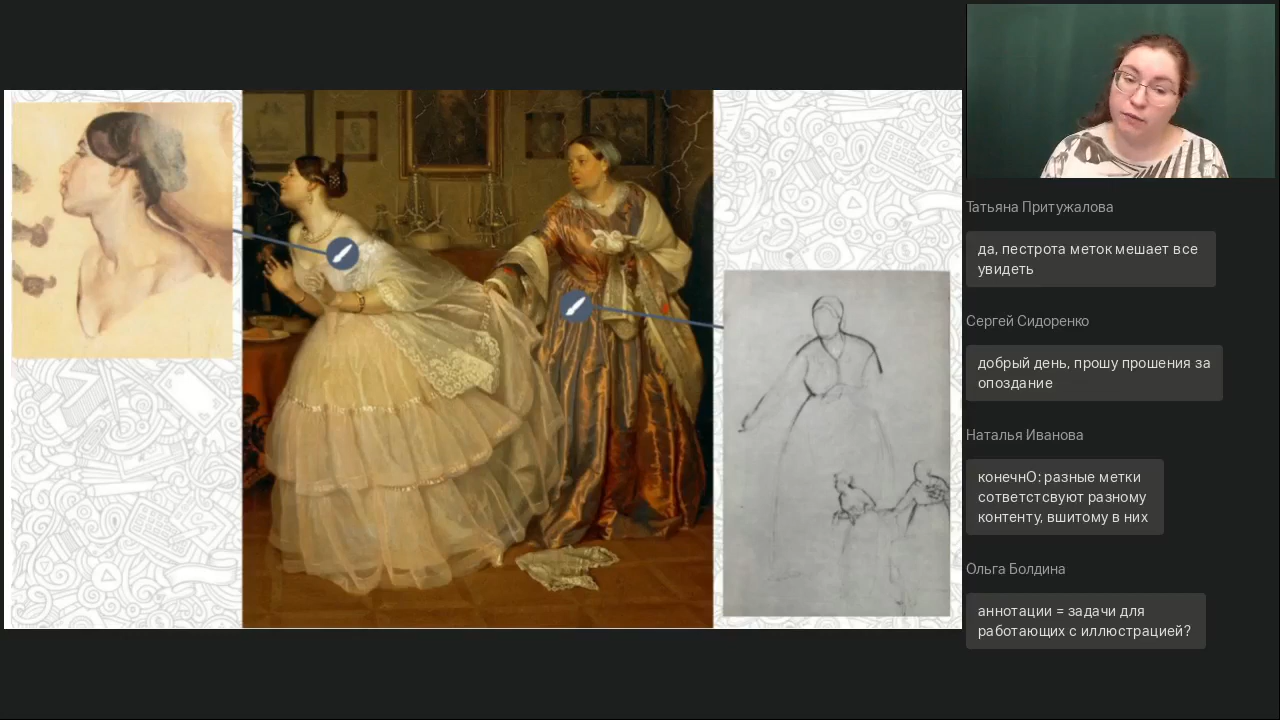 Татьяна Притужалова
да, пестрота меток мешает все
увидеть
Сергей Сидоренко
добрый день, прошу прошения за
опоздание
Наталья Иванова
конечнО: разные метки
сответстсвуют разному
контенту, вшитому в них
Ольга Болдина
аннотации = задачи для
работающих с иллюстрацией?